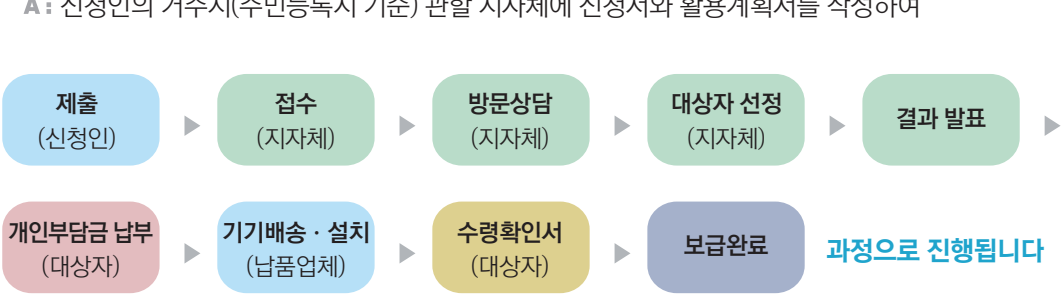 A : 신청인의 거주지(주민등록지 기준) 관할 지자체에 신청서와 활용계획서를 작성하여
제출
(신청인)
접수
(지자체)
방문상담
(지자체)
대상자 선정
(지자체)
결과 발표
개인부담금 납부
(대상자)
기기배송 · 설치
(납품업체)
수령확인서
(대상자)
보급완료
과정으로 진행됩니다